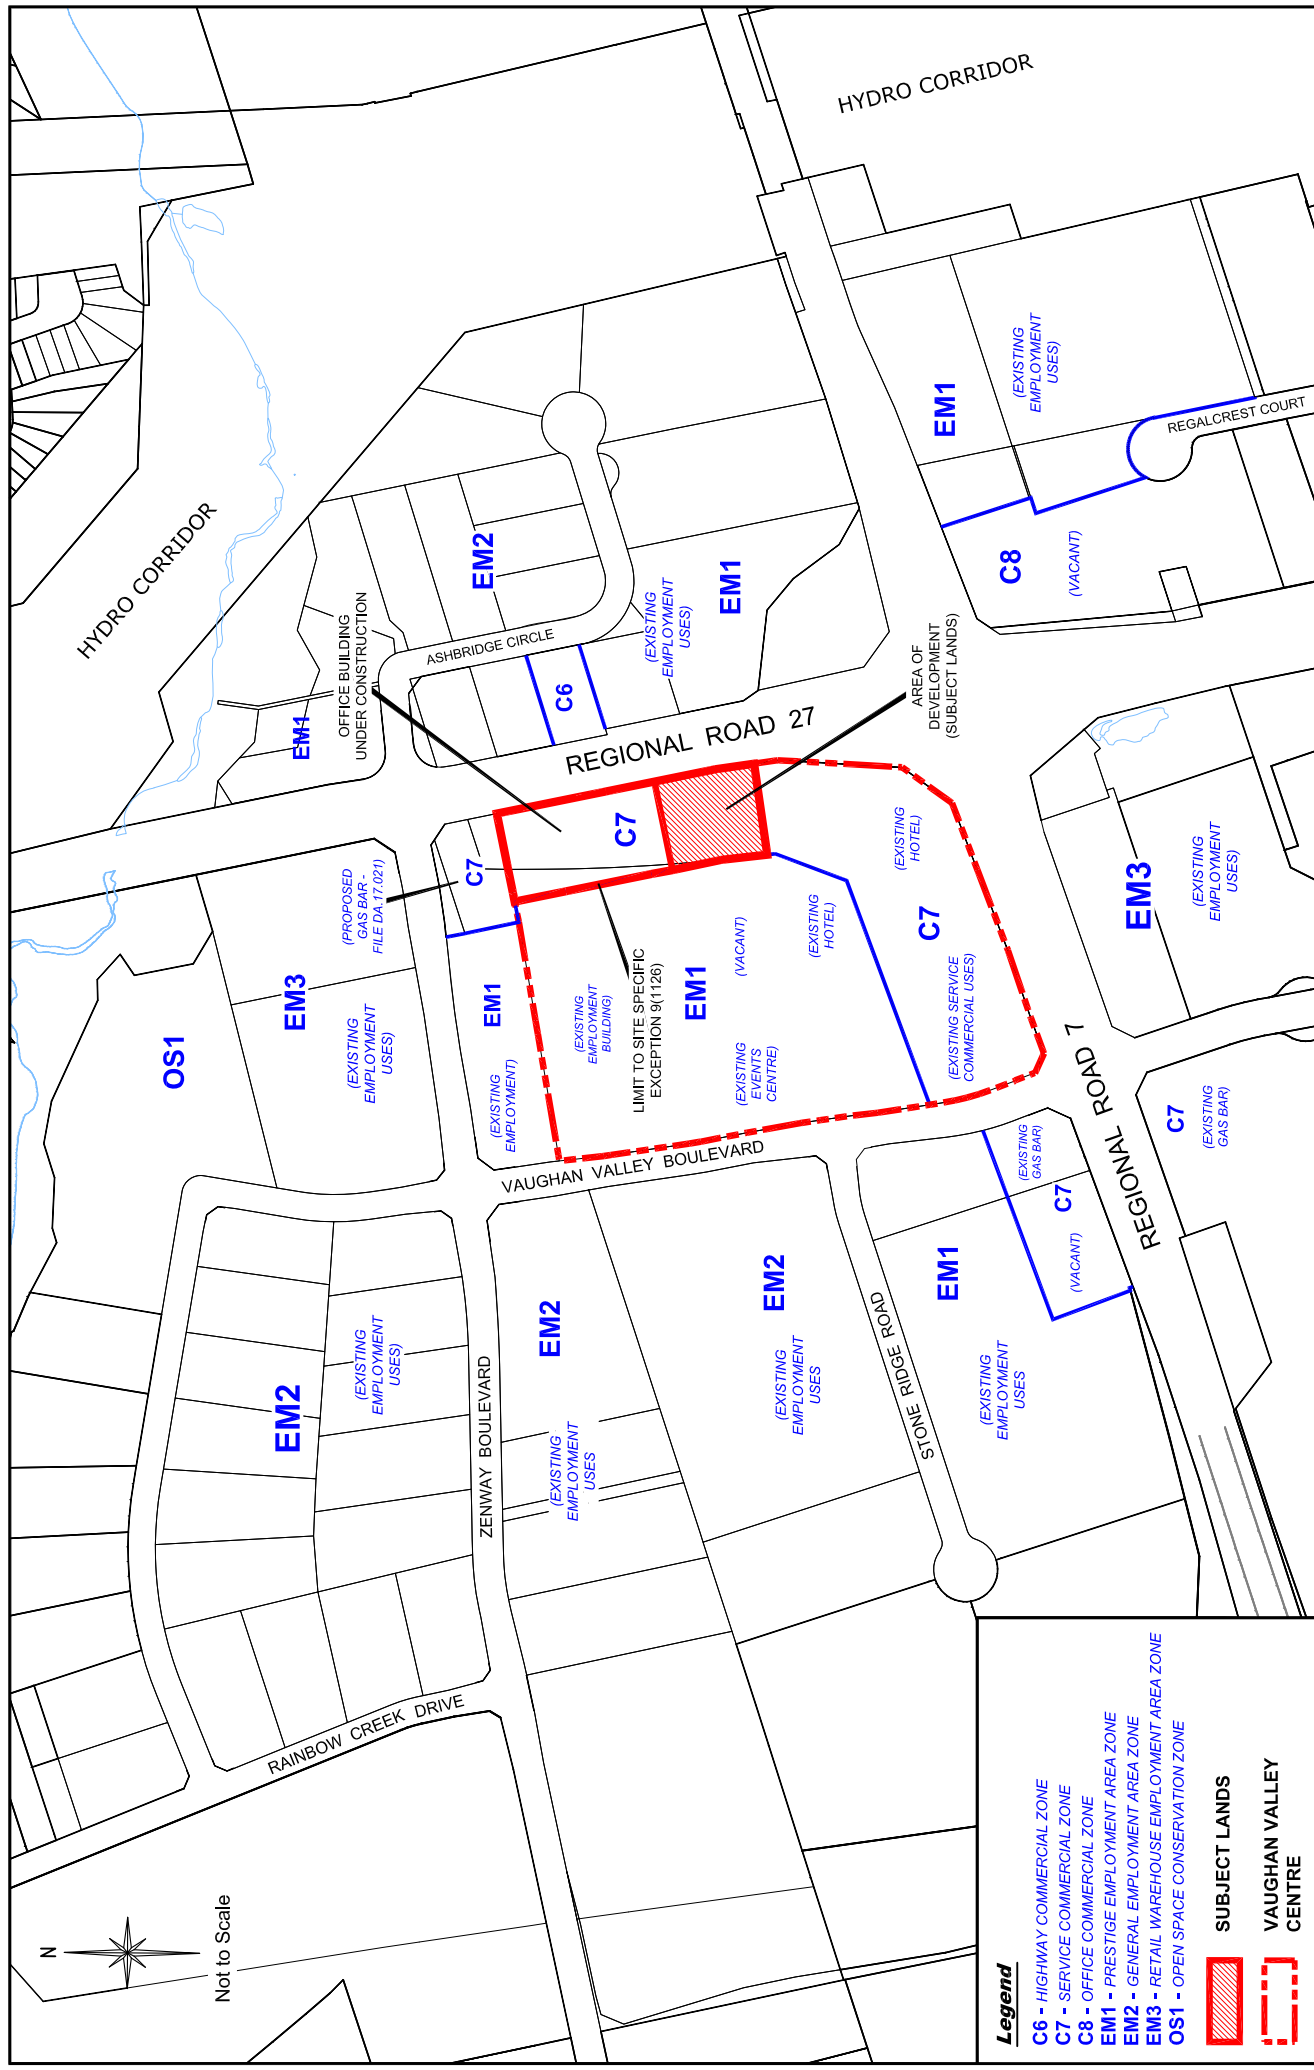 HYDRO CORRIDOR
HYDRO CORRIDOR
OFFICE BUILDING
UNDER CONSTRUCTION
EM1
ASHBRIDGE CIRCLE
EM2
C6
(EXISTING
EMPLOYMENT
USES)
EM1
REGIONAL ROAD 27
AREA OF
DEVELOPMENT
(SUBJECT LANDS)
EM1
(EXISTING
EMPLOYMENT
USES)
REGALCREST COURT
C8
(VACANT)
OS1
EM3
(EXISTING
EMPLOYMENT
USES)
(PROPOSED
GAS BAR -
FILE DA.17.021)
C7
C7
EM1
(EXISTING
EMPLOYMENT)
(EXISTING
EMPLOYMENT
BUILDING)
LIMIT TO SITE SPECIFIC
EXCEPTION 9(1126)
EM1
(VACANT)
(EXISTING
EVENTS
CENTRE)
(EXISTING
HOTEL)
(EXISTING
HOTEL)
C7
(EXISTING SERVICE
COMMERCIAL USES)
EM3
(EXISTING
EMPLOYMENT
USES)
REGIONAL ROAD 7
C7
(EXISTING
GAS BAR)
VAUGHAN VALLEY BOULEVARD
(EXISTING
GAS BAR)
C7
(VACANT)
EM1
(EXISTING
EMPLOYMENT
USES
STONE RIDGE ROAD
EM2
(EXISTING
EMPLOYMENT
USES
EM2
(EXISTING
EMPLOYMENT
USES
ZENWAY BOULEVARD
EM2
(EXISTING
EMPLOYMENT
USES)
RAINBOW CREEK DRIVE
N
Not to Scale
Legend
C6 - HIGHWAY COMMERCIAL ZONE
C7 - SERVICE COMMERCIAL ZONE
C8 - OFFICE COMMERCIAL ZONE
EM1 - PRESTIGE EMPLOYMENT AREA ZONE
EM2 - GENERAL EMPLOYMENT AREA ZONE
EM3 - RETAIL WAREHOUSE EMPLOYMENT AREA ZONE
OS1 - OPEN SPACE CONSERVATION ZONE
SUBJECT LANDS
VAUGHAN VALLEY
CENTRE